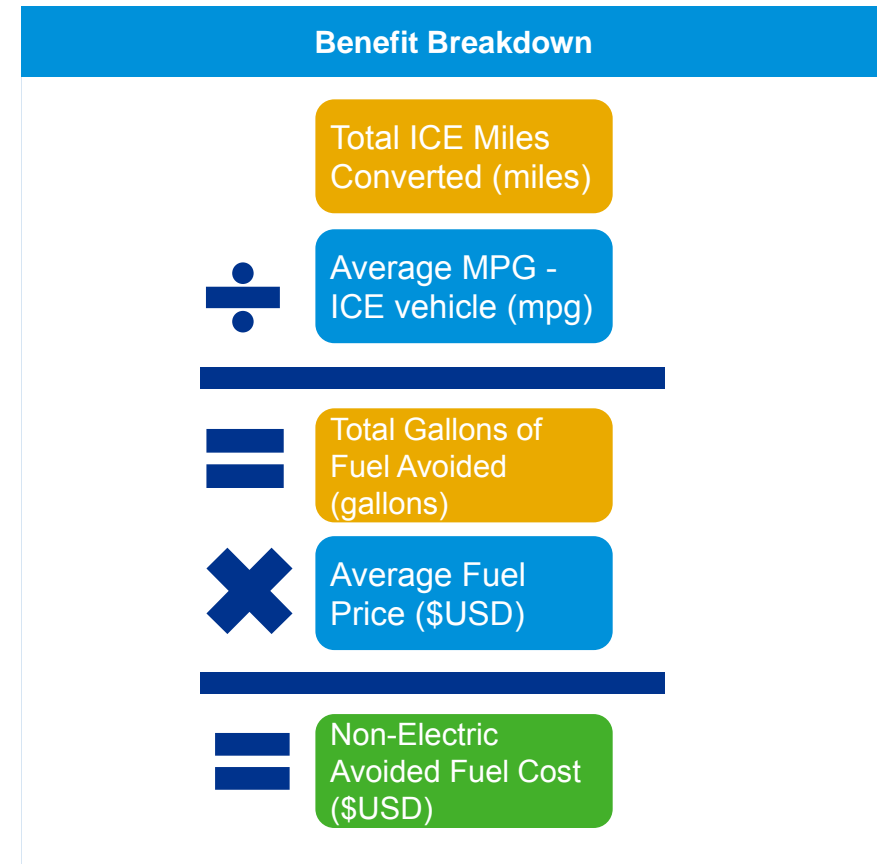 Benefit Breakdown
Total ICE Miles
Converted (miles)
Average MPG -
ICE vehicle (mpg)
Total Gallons of
Fuel Avoided
(gallons)
Average Fuel
Price ($USD)
Non-Electric
Avoided Fuel Cost
($USD)